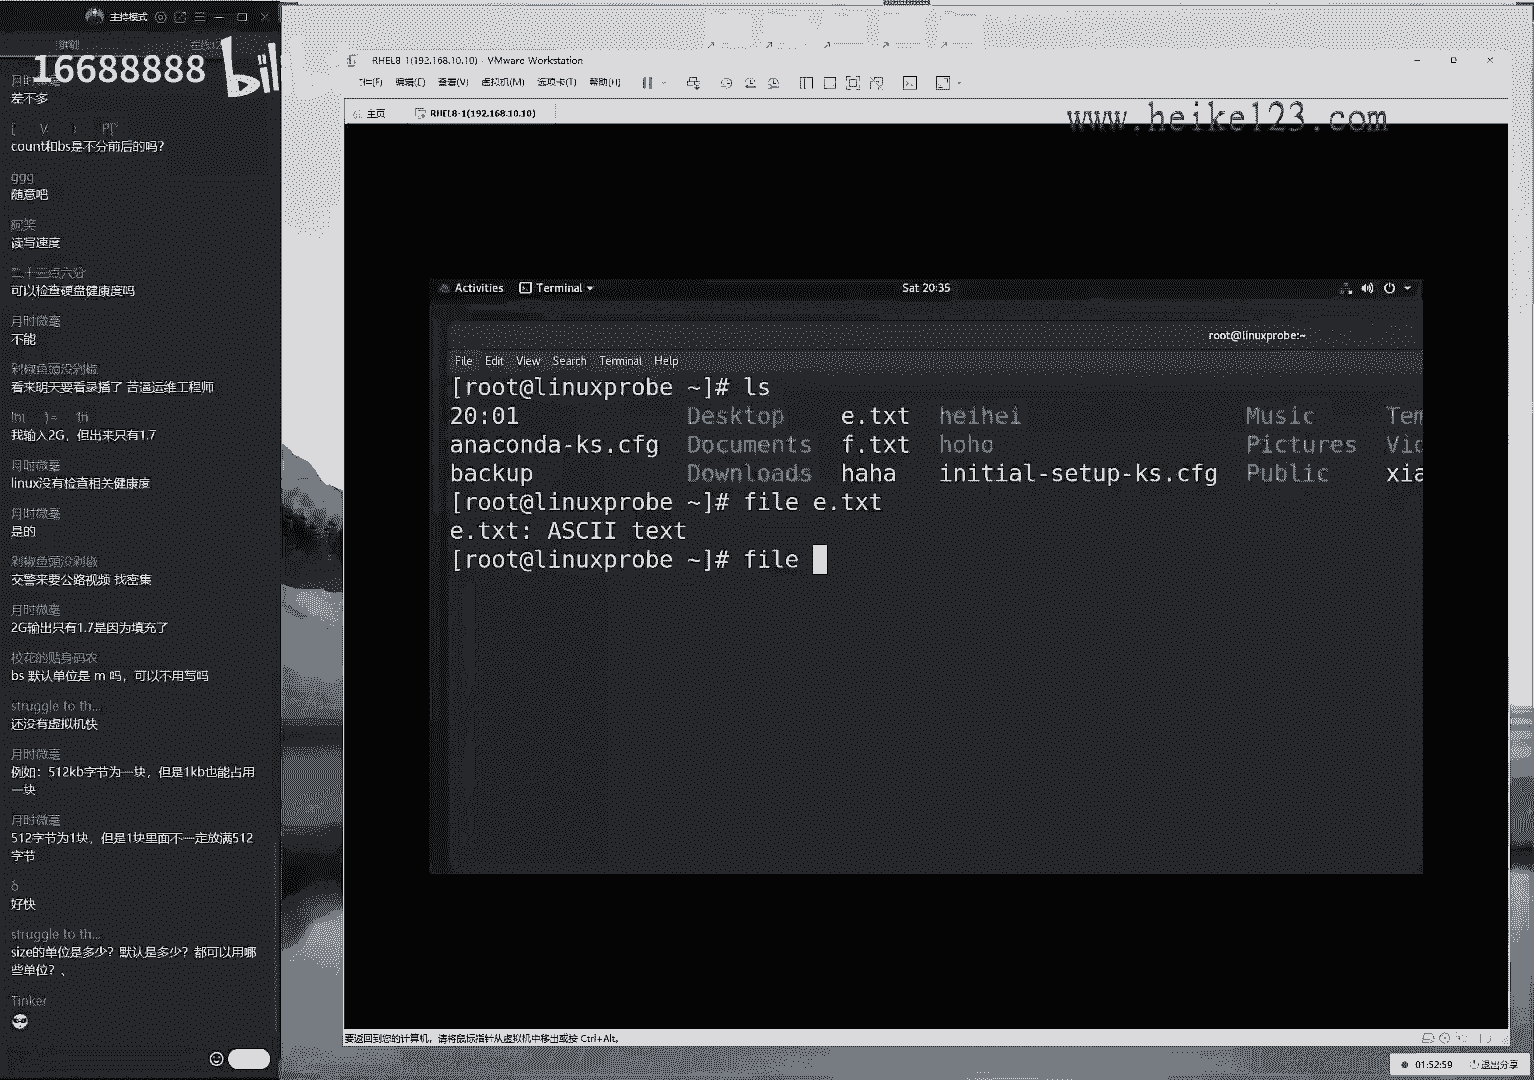 主持模式
16688888
bil
差不多
count和bs是不分前后的吗?
ggg
随意吧
阿笑
读写速度
二十三点六分
可以检查硬盘健康度吗
月时微毫
不能
剁椒鱼头没剁椒
看来明天要看录播了 苦逼运维工程师
我输入2G，但出来只有1.7
月时微毫
linux没有检查相关健康度
月时微毫
是的
剁椒鱼头没剁椒
交警来要公路视频 找密集
月时微毫
2G输出只有1.7是因为填充了
校花的贴身码农
bs 默认单位是 m 吗，可以不用写吗
struggle to th...
还没有虚拟机快
月时微毫
例如：512kb字节为一块，但是1kb也能占用
一块
月时微毫
512字节为1块，但是1块里面不一定放满512
字节
δ
好快
struggle to th...
size的单位是多少？默认是多少？都可以用哪
些单位？、
Tinker
RHEL8-1(192.168.10.10) - VMware Workstation
编辑(E) 查看(V) 虚拟机(M) 选项卡(T) 帮助(H)
主页
RHEL8-1(192.168.10.10)
www.heike123.com
Activities Terminal
Sat 20:35
root@linuxprobe:~
File Edit View Search Terminal Help
[root@linuxprobe ~]# ls
20:01 Desktop e.txt heihei Music Tem
anaconda-ks.cfg Documents f.txt hoho Pictures Vid
backup Downloads haha initial-setup-ks.cfg Public xia
[root@linuxprobe ~]# file e.txt
e.txt: ASCII text
[root@linuxprobe ~]# file
要返回到您的计算机，请将鼠标指针从虚拟机中移出或按 Ctrl+Alt。
01:52:59 退出分享